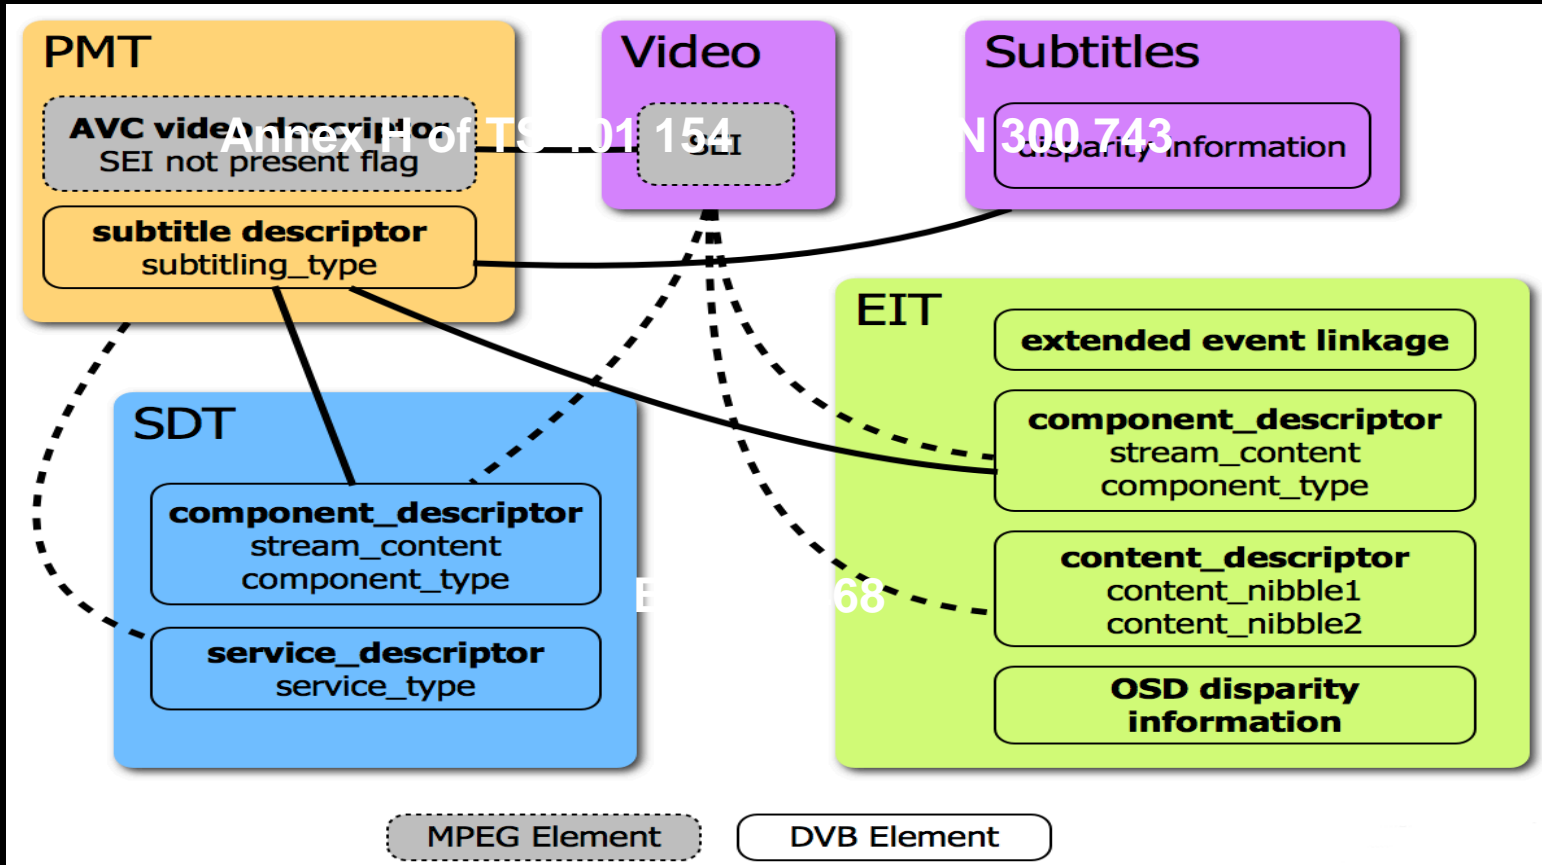 PMT
AVC video descriptor
SEI not present flag
subtitle descriptor
subtitling_type
Video
SEI
Subtitles
disparity information
Annex H of TS 101 154
N 300 743
EIT
extended event linkage
component_descriptor
stream_content
component_type
content_descriptor
content_nibble1
content_nibble2
OSD disparity
information
SDT
component_descriptor
stream_content
component_type
service_descriptor
service_type
68
MPEG Element
DVB Element